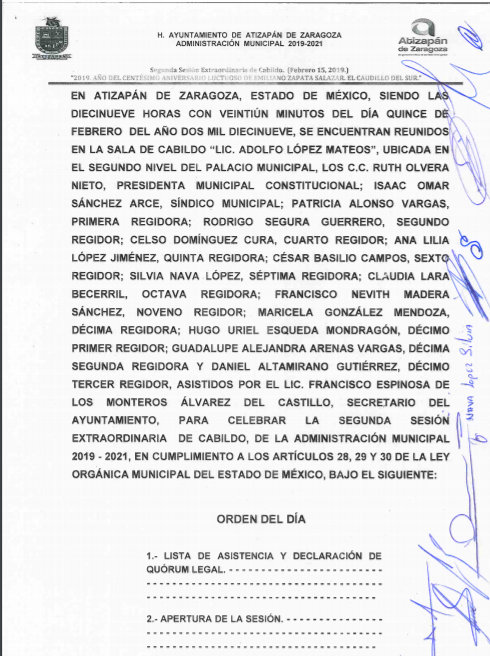 H. AYUNTAMIENTO DE ATIZAPÁN DE ZARAGOZA
ADMINISTRACIÓN MUNICIPAL 2019-2021
Atizapán
de Zaragoza
Segunda Sesión Extraordinaria de Cabildo. (Febrero 15, 2019.)
"2019. AÑO DEL CENTÉSIMO ANIVERSARIO LUCTUOSO DE EMILIANO ZAPATA SALAZAR. EL CAUDILLO DEL SUR."
EN ATIZAPÁN DE ZARAGOZA, ESTADO DE MÉXICO, SIENDO LAS
DIECINUEVE HORAS CON VEINTIÚN MINUTOS DEL DÍA QUINCE DE
FEBRERO DEL AÑO DOS MIL DIECINUEVE, SE ENCUENTRAN REUNIDOS
EN LA SALA DE CABILDO "LIC. ADOLFO LÓPEZ MATEOS", UBICADA EN
EL SEGUNDO NIVEL DEL PALACIO MUNICIPAL, LOS C.C. RUTH OLVERA
NIETO, PRESIDENTA MUNICIPAL CONSTITUCIONAL; ISAAC OMAR
SÁNCHEZ ARCE, SÍNDICO MUNICIPAL; PATRICIA ALONSO VARGAS,
PRIMERA REGIDORA; RODRIGO SEGURA GUERRERO, SEGUNDO
REGIDOR; CELSO DOMÍNGUEZ CURA, CUARTO REGIDOR; ANA LILIA
LÓPEZ JIMÉNEZ, QUINTA REGIDORA; CÉSAR BASILIO CAMPOS, SEXTO
REGIDOR; SILVIA NAVA LÓPEZ, SÉPTIMA REGIDORA; CLAUDIA LARA
BECERRIL, OCTAVA REGIDORA; FRANCISCO NEVITH MADERA
SÁNCHEZ, NOVENO REGIDOR; MARICELA GONZÁLEZ MENDOZA,
DÉCIMA REGIDORA; HUGO URIEL ESQUEDA MONDRAGÓN, DÉCIMO
PRIMER REGIDOR; GUADALUPE ALEJANDRA ARENAS VARGAS, DÉCIMA
SEGUNDA REGIDORA Y DANIEL ALTAMIRANO GUTIÉRREZ, DÉCIMO
TERCER REGIDOR, ASISTIDOS POR EL LIC. FRANCISCO ESPINOSA DE
LOS MONTEROS ÁLVAREZ DEL CASTILLO, SECRETARIO DEL
AYUNTAMIENTO, PARA CELEBRAR LA SEGUNDA SESIÓN
EXTRAORDINARIA DE CABILDO, DE LA ADMINISTRACIÓN MUNICIPAL
2019 - 2021, EN CUMPLIMIENTO A LOS ARTÍCULOS 28, 29 Y 30 DE LA LEY
ORGÁNICA MUNICIPAL DEL ESTADO DE MÉXICO, BAJO EL SIGUIENTE:
ORDEN DEL DÍA
1.- LISTA DE ASISTENCIA Y DECLARACIÓN DE
QUÓRUM LEGAL. - - - - - - - - - - - - - - - - - - - - - -
2.- APERTURA DE LA SESIÓN. - - - - - - - - - - - - - -
Nava López Silvia